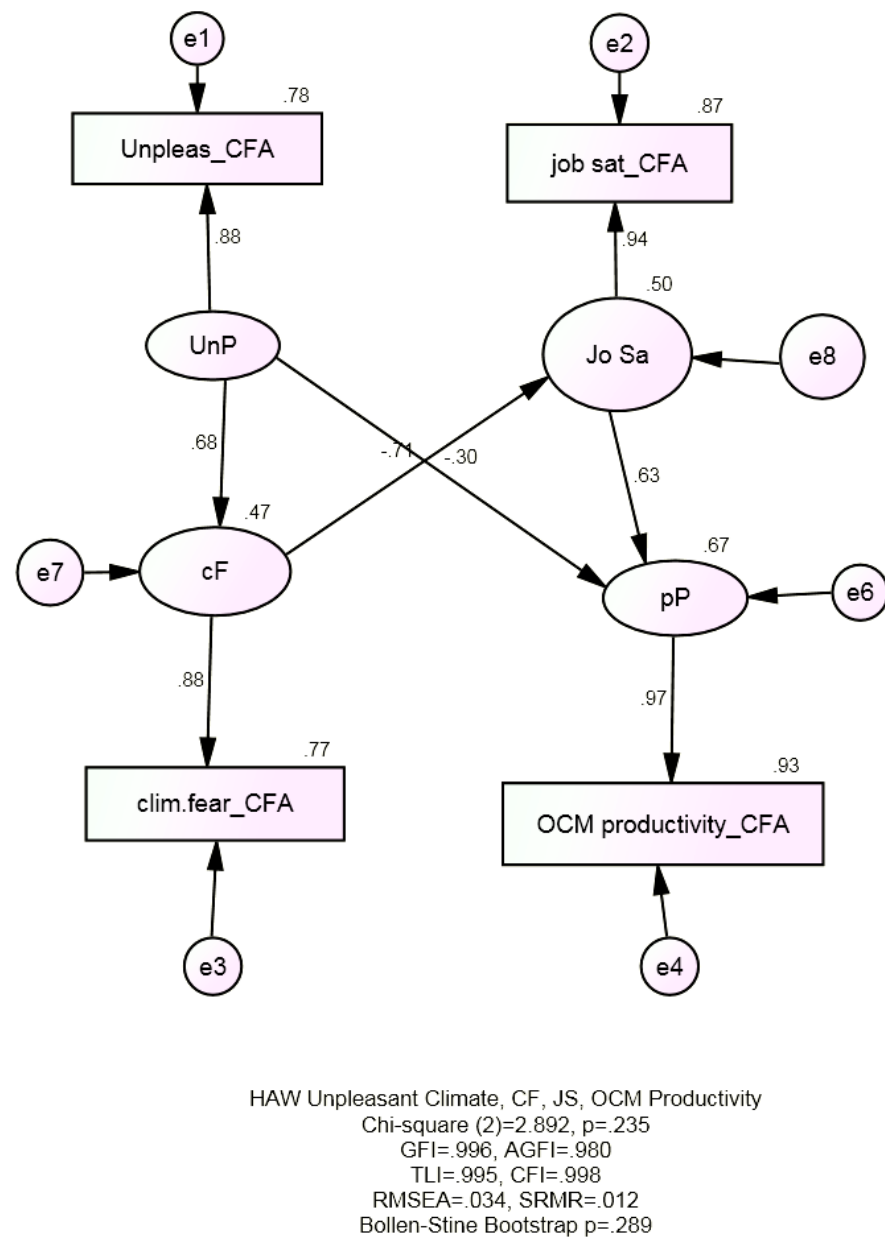 e1
e2
.78
.87
Unpleas_CFA
job sat_CFA
.88
.94
.50
UnP
Jo Sa
e8
.68
-.71
-.30
.63
.47
.67
e7
cF
pP
e6
.88
.97
.77
.93
clim.fear_CFA
OCM productivity_CFA
e3
e4
HAW Unpleasant Climate, CF, JS, OCM Productivity
Chi-square (2)=2.892, p=.235
GFI=.996, AGFI=.980
TLI=.995, CFI=.998
RMSEA=.034, SRMR=.012
Bollen-Stine Bootstrap p=.289